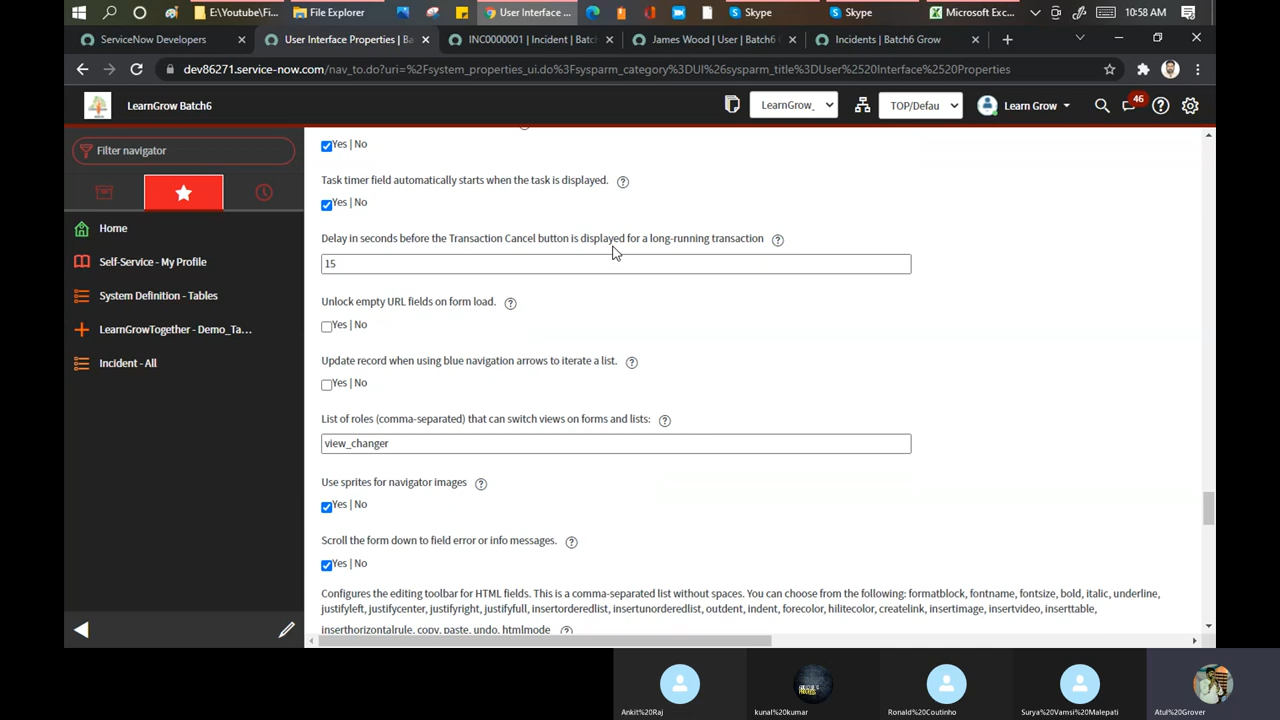 E:\Youtube\Fi...
File Explorer
User Interface ...
Skype
Skype
Microsoft Exc...
10:58 AM
ServiceNow Developers
User Interface Properties | Ba
INC0000001 | Incident | Batc
James Wood | User | Batch6
Incidents | Batch6 Grow
dev86271.service-now.com/nav_to.do?uri=%2Fsystem_properties_ui.do%3Fsysparm_category%3DUI%26sysparm_title%3DUser%2520Interface%2520Properties
LearnGrow Batch6
LearnGrow_
TOP/Defau
Learn Grow
46
Filter navigator
Home
Self-Service - My Profile
System Definition - Tables
LearnGrowTogether - Demo_Ta...
Incident - All
Yes | No
Task timer field automatically starts when the task is displayed.
Yes | No
Delay in seconds before the Transaction Cancel button is displayed for a long-running transaction
15
Unlock empty URL fields on form load.
Yes | No
Update record when using blue navigation arrows to iterate a list.
Yes | No
List of roles (comma-separated) that can switch views on forms and lists:
view_changer
Use sprites for navigator images
Yes | No
Scroll the form down to field error or info messages.
Yes | No
Configures the editing toolbar for HTML fields. This is a comma-separated list without spaces. You can choose from the following: formatblock, fontname, fontsize, bold, italic, underline,
justifyleft, justifycenter, justifyright, justifyfull, insertorderedlist, insertunorderedlist, outdent, indent, forecolor, hilitecolor, createlink, insertimage, insertvideo, inserttable,
inserthorizontalrule, copy, paste, undo, htmlmode
Ankit%20Raj
kunal%20kumar
Ronald%20Coutinho
Surya%20Vamsi%20Malepati
Atul%20Grover